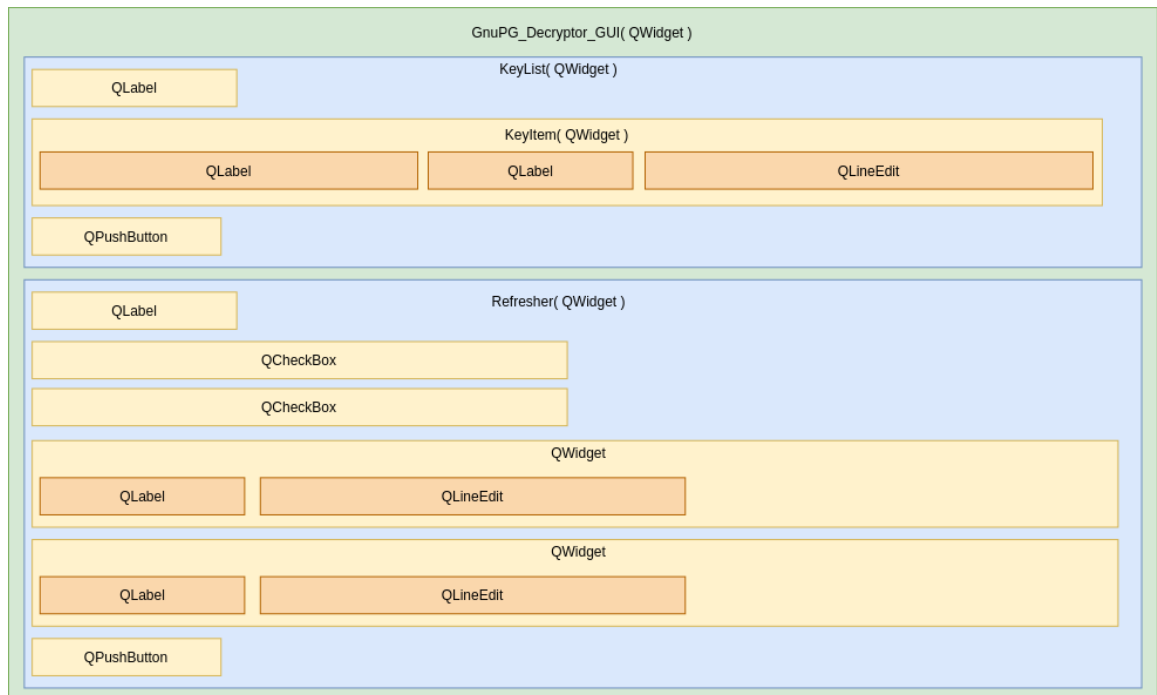 GnuPG_Decryptor_GUI( QWidget )
KeyList( QWidget )
QLabel
KeyItem( QWidget )
QLabel QLabel QLineEdit
QPushButton
Refresher( QWidget )
QLabel
QCheckBox
QCheckBox
QWidget
QLabel QLineEdit
QWidget
QLabel QLineEdit
QPushButton